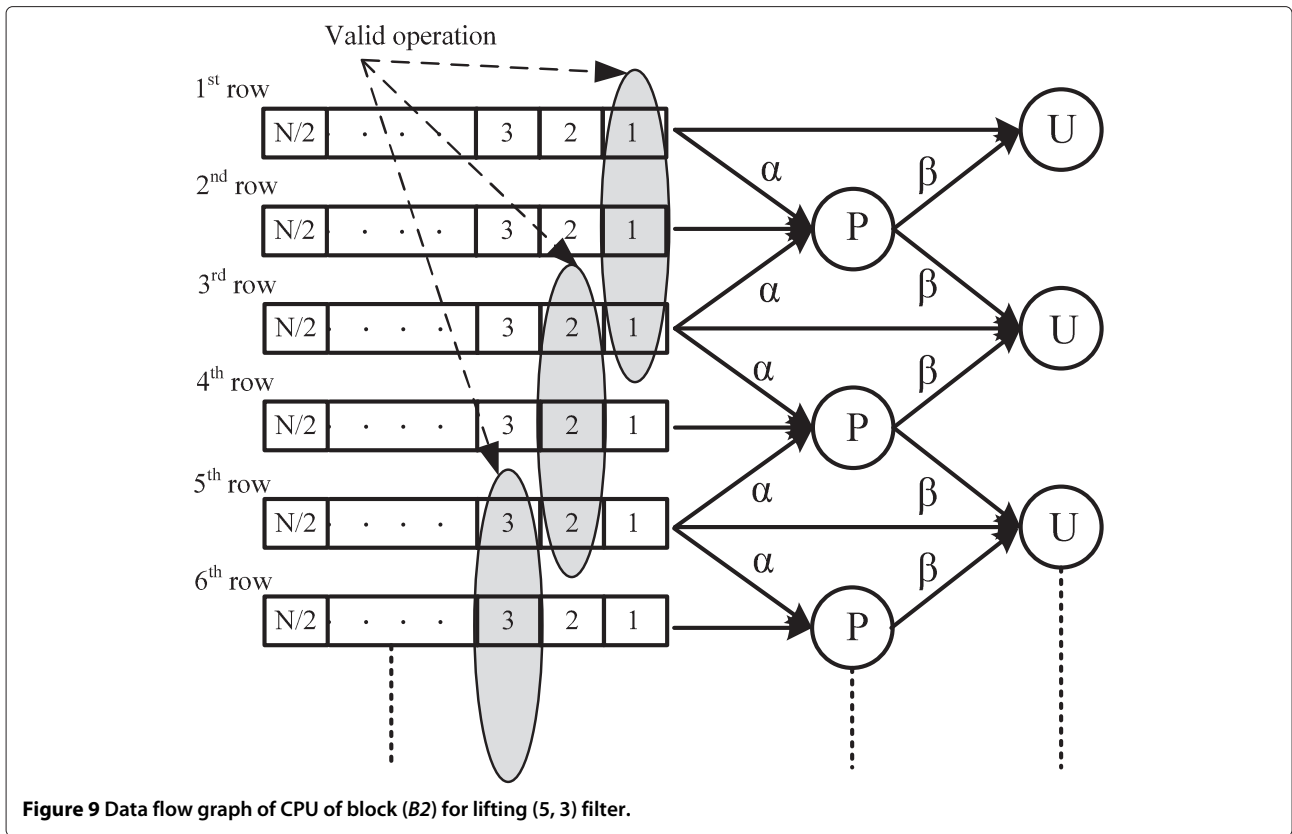 Valid operation
1st row
N/2 . . . . 3 2 1
U
α
β
2nd row
N/2 . . . . 3 2 1
P
α
β
3rd row
N/2 . . . . 3 2 1
U
α
β
4th row
N/2 . . . . 3 2 1
P
α
β
5th row
N/2 . . . . 3 2 1
U
α
β
6th row
N/2 . . . . 3 2 1
P
Figure 9 Data flow graph of CPU of block (B2) for lifting (5, 3) filter.